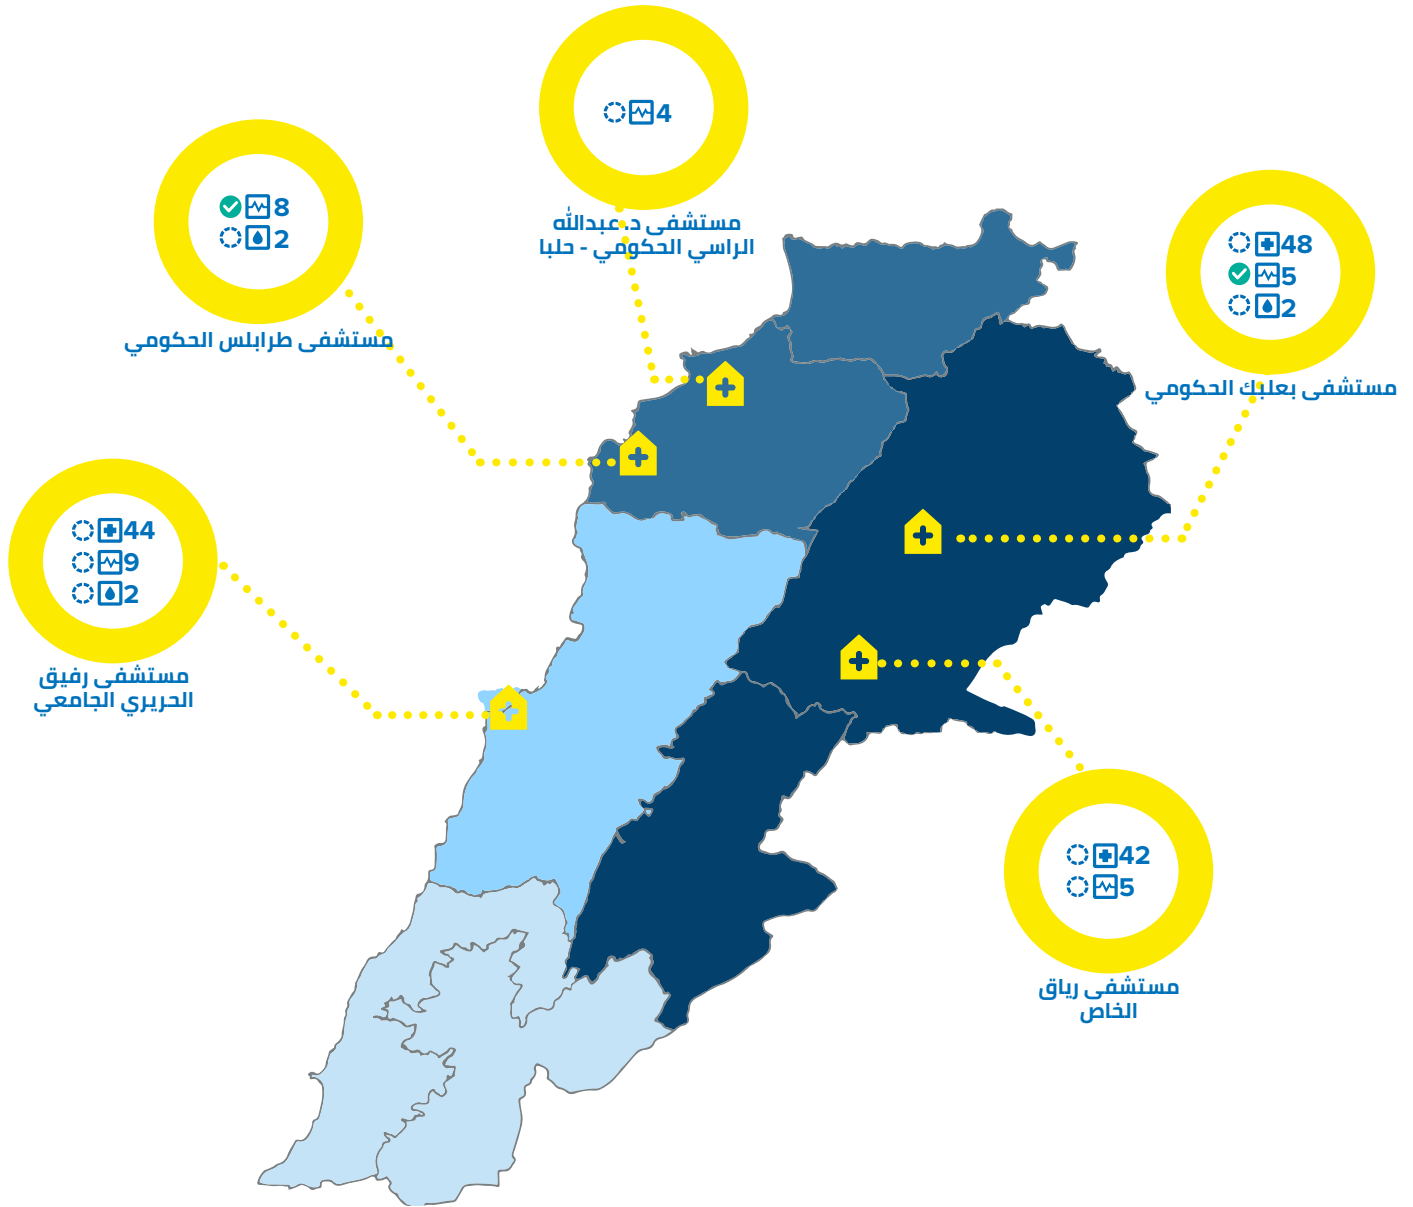 4
مستشفى د. عبدالله
الراسي الحكومي - حلبا
8
2
مستشفى طرابلس الحكومي
48
5
2
مستشفى بعلبك الحكومي
44
9
2
مستشفى رفيق
الحريري الجامعي
42
5
مستشفى رياق
الخاص